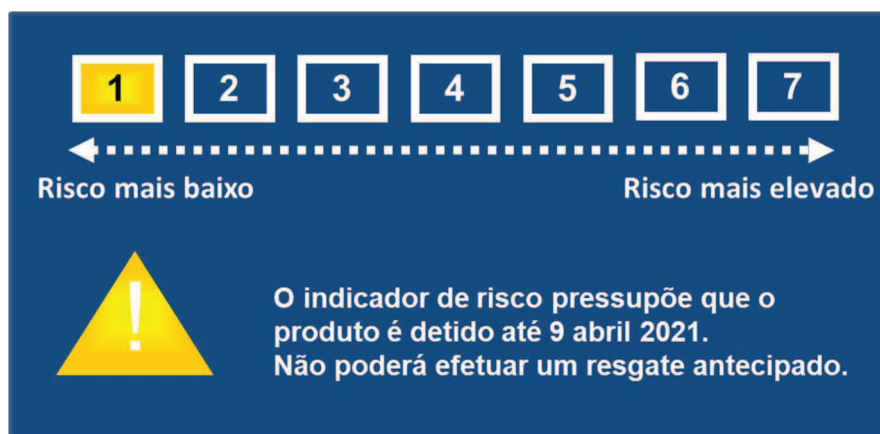 1 2 3 4 5 6 7
Risco mais baixo Risco mais elevado
!
O indicador de risco pressupõe que o
produto é detido até 9 abril 2021.
Não poderá efetuar um resgate antecipado.